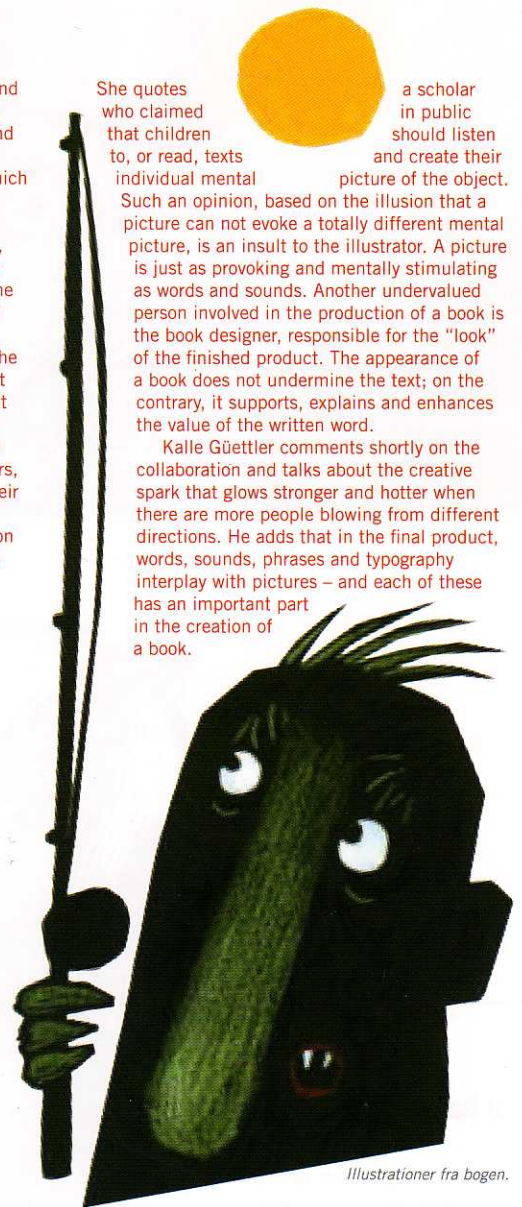 She quotes a scholar
who claimed in public
that children should listen
to, or read, texts and create their
individual mental picture of the object.
Such an opinion, based on the illusion that a
picture can not evoke a totally different mental
picture, is an insult to the illustrator. A picture
is just as provoking and mentally stimulating
as words and sounds. Another undervalued
person involved in the production of a book is
the book designer, responsible for the “look”
of the finished product. The appearance of
a book does not undermine the text; on the
contrary, it supports, explains and enhances
the value of the written word.
Kalle Güettler comments shortly on the
collaboration and talks about the creative
spark that glows stronger and hotter when
there are more people blowing from different
directions. He adds that in the final product,
words, sounds, phrases and typography
interplay with pictures – and each of these
has an important part
in the creation of
a book.
Illustrationer fra bogen.